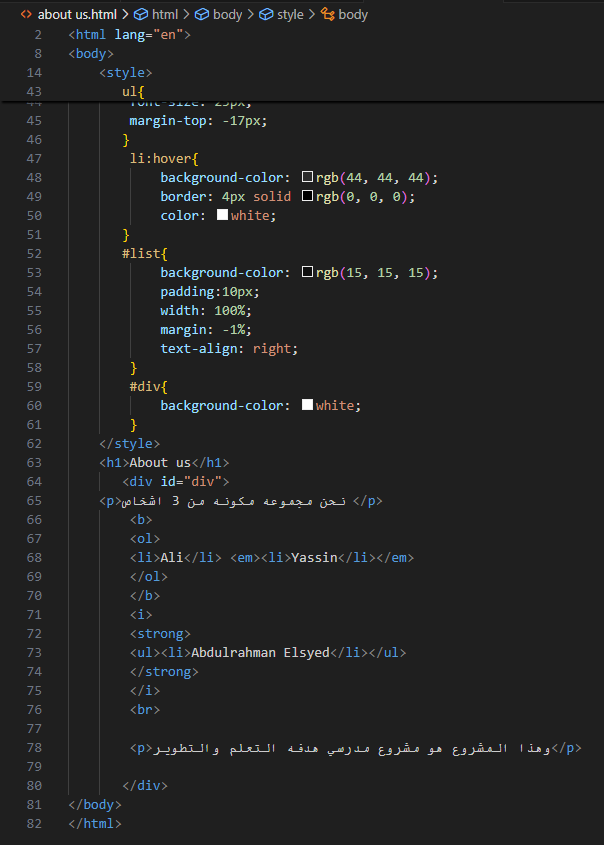 about us.html > html > body > style > body
2 <html lang="en">
8 <body>
14 <style>
43 ul{
44 font-size: 25px;
45 margin-top: -17px;
46 }
47 li:hover{
48 background-color: rgb(44, 44, 44);
49 border: 4px solid rgb(0, 0, 0);
50 color: white;
51 }
52 #list{
53 background-color: rgb(15, 15, 15);
54 padding:10px;
55 width: 100%;
56 margin: -1%;
57 text-align: right;
58 }
59 #div{
60 background-color: white;
61 }
62 </style>
63 <h1>About us</h1>
64 <div id="div">
65 <p>نحن مجموعه مكونه من 3 اشخاص </p>
66 <b>
67 <ol>
68 <li>Ali</li> <em><li>Yassin</li></em>
69 </ol>
70 </b>
71 <i>
72 <strong>
73 <ul><li>Abdulrahman Elsyed</li></ul>
74 </strong>
75 </i>
76 <br>
77
78 <p>وهذا المشروع هو مشروع مدرسي هدفه التعلم والتطوير</p>
79
80 </div>
81 </body>
82 </html>